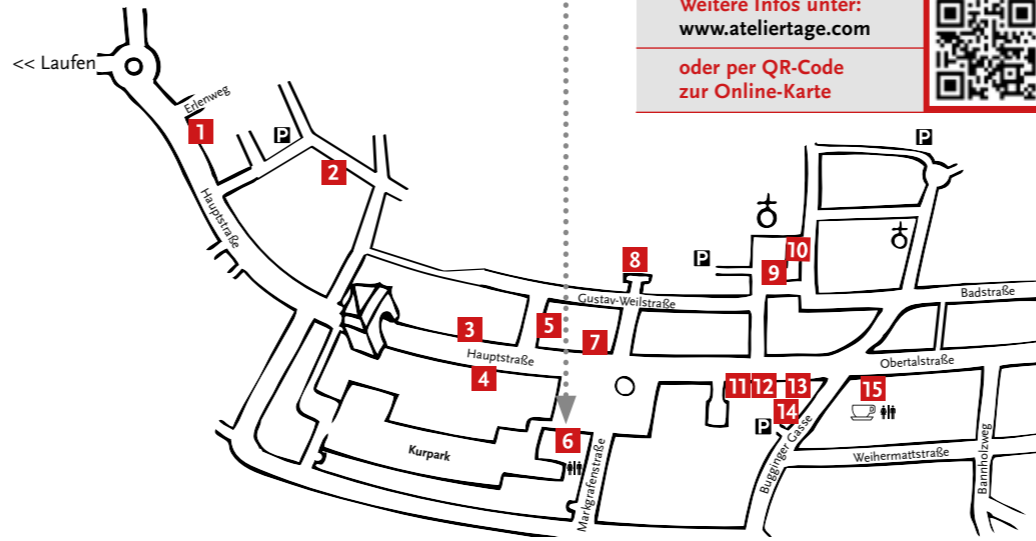 Weitere Infos unter:
www.ateliertage.com
oder per QR-Code
zur Online-Karte
<< Laufen
Erlenweg
1
P
2
Hauptstraße
P
10
8
P
9
Gustav-Weilstraße
Badstraße
3
5
7
Hauptstraße
4
Obertalstraße
11
12
13
15
14
P
6
Kurpark
Markgrafenstraße
Bugginger Gasse
Weihermattstraße
Bannholzweg